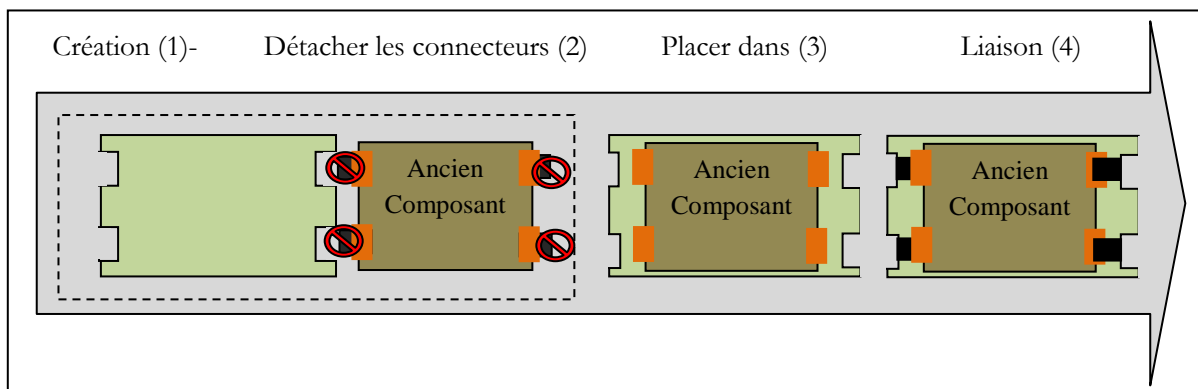 Création (1)-
Détacher les connecteurs (2)
Placer dans (3)
Liaison (4)
Ancien
Composant
Ancien
Composant
Ancien
Composant